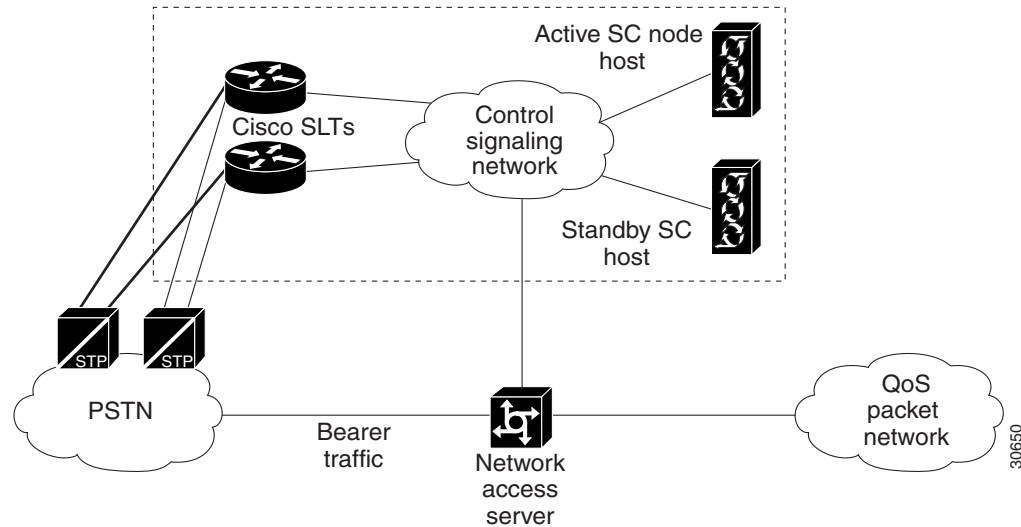 Active SC node
host
Cisco SLTs
Control
signaling
network
Standby SC
host
STP
STP
PSTN
Bearer
traffic
Network
access
server
QoS
packet
network
30650